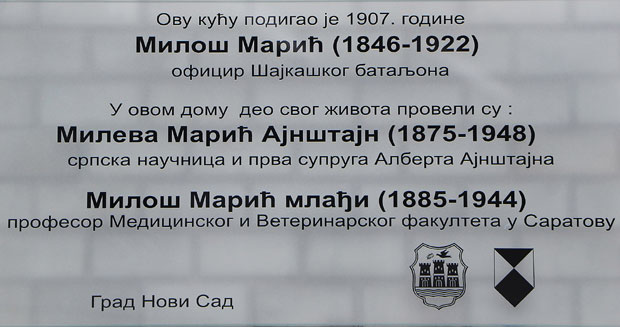 Ову кућу подигао је 1907. године
Милош Марић (1846-1922)
официр Шајкашког батаљона
У овом дому део свог живота провели су :
Милева Марић Ајнштајн (1875-1948)
српска научница и прва супруга Алберта Ајнштајна
Милош Марић млађи (1885-1944)
професор Медицинског и Ветеринарског факултета у Саратову
Град Нови Сад